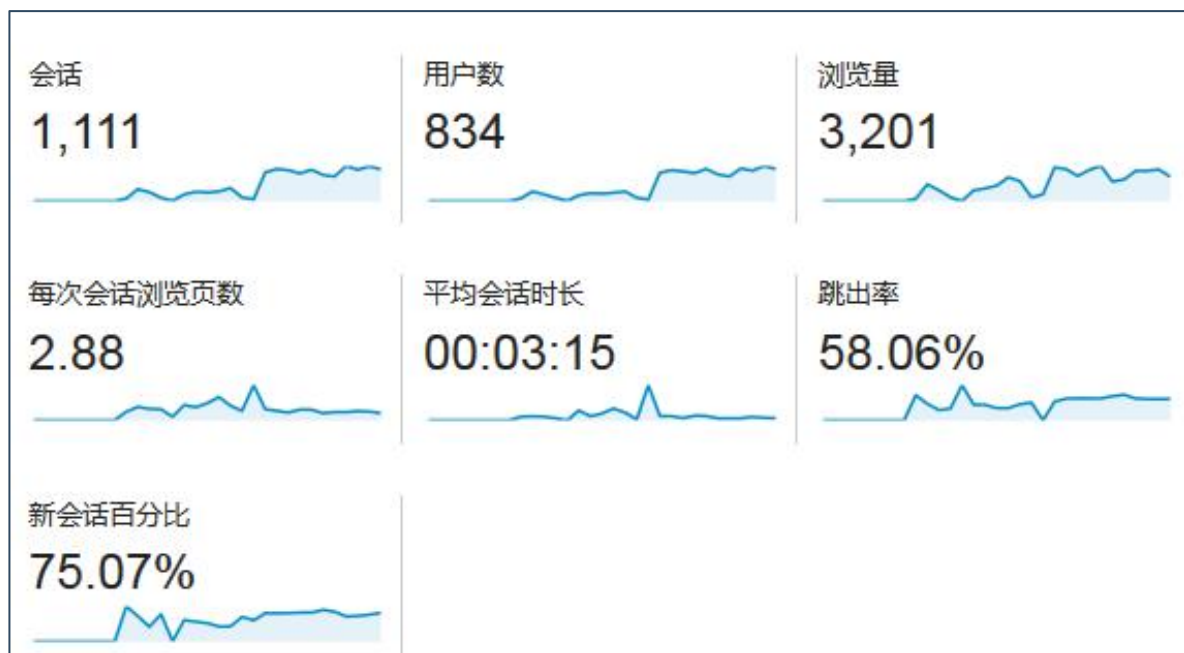 会话
1,111
用户数
834
浏览量
3,201
每次会话浏览页数
2.88
平均会话时长
00:03:15
跳出率
58.06%
新会话百分比
75.07%